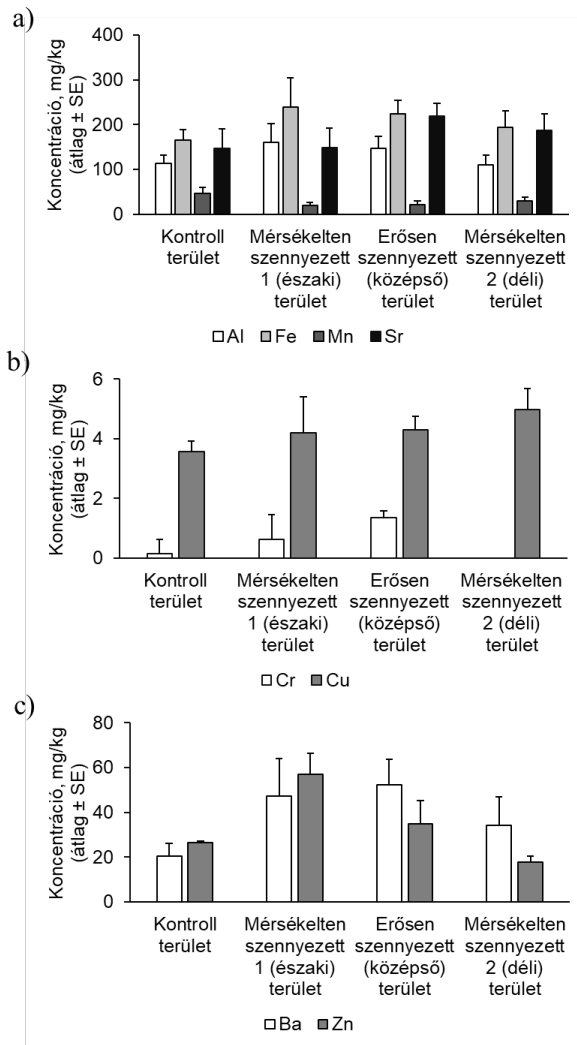 a)
Koncentráció, mg/kg
(átlag ± SE)
400
300
200
100
0
Kontroll terület
Mérsékelten szennyezett 1 (északi) terület
Erősen szennyezett (középső) terület
Mérsékelten szennyezett 2 (déli) terület
Al Fe Mn Sr
b)
Koncentráció, mg/kg
(átlag ± SE)
6
4
2
0
Kontroll terület
Mérsékelten szennyezett 1 (északi) terület
Erősen szennyezett (középső) terület
Mérsékelten szennyezett 2 (déli) terület
Cr Cu
c)
Koncentráció, mg/kg
(átlag ± SE)
80
60
40
20
0
Kontroll terület
Mérsékelten szennyezett 1 (északi) terület
Erősen szennyezett (középső) terület
Mérsékelten szennyezett 2 (déli) terület
Ba Zn